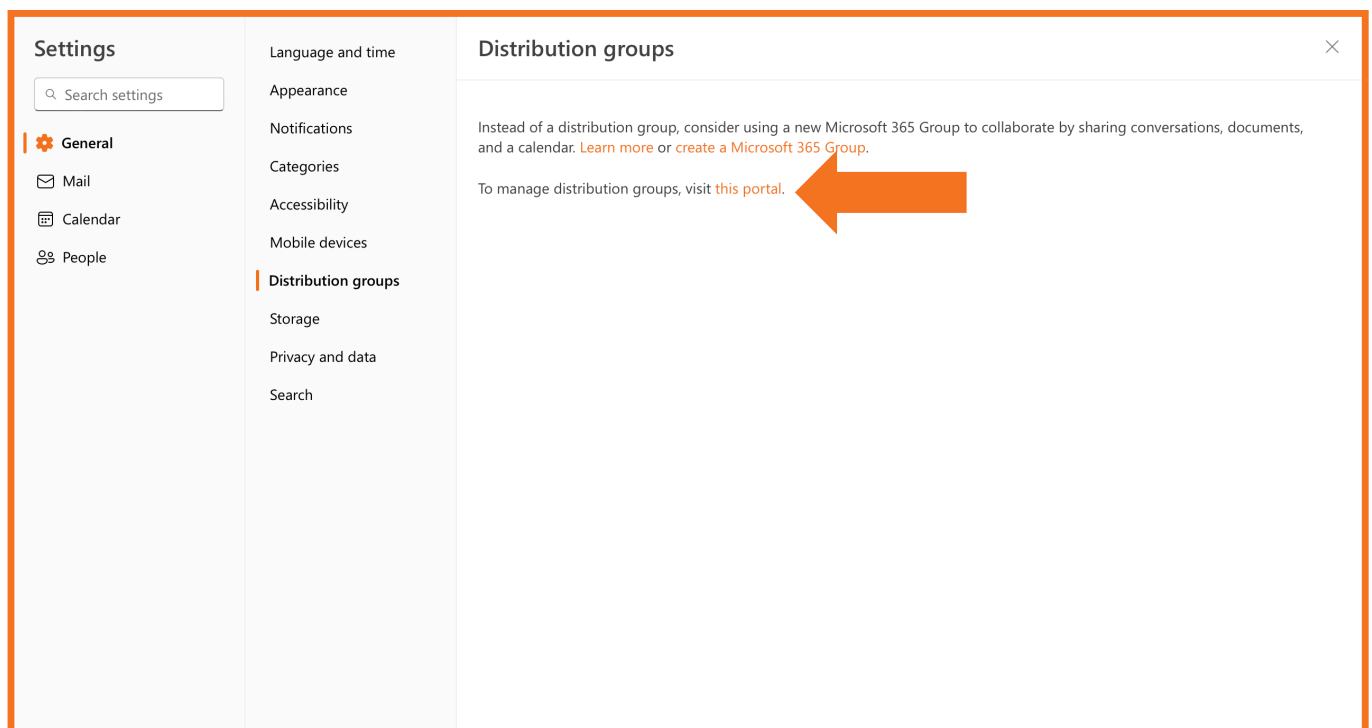 Settings
Search settings
General
Mail
Calendar
People
Language and time
Appearance
Notifications
Categories
Accessibility
Mobile devices
Distribution groups
Storage
Privacy and data
Search
Distribution groups
Instead of a distribution group, consider using a new Microsoft 365 Group to collaborate by sharing conversations, documents,
and a calendar. Learn more or create a Microsoft 365 Group.
To manage distribution groups, visit this portal.